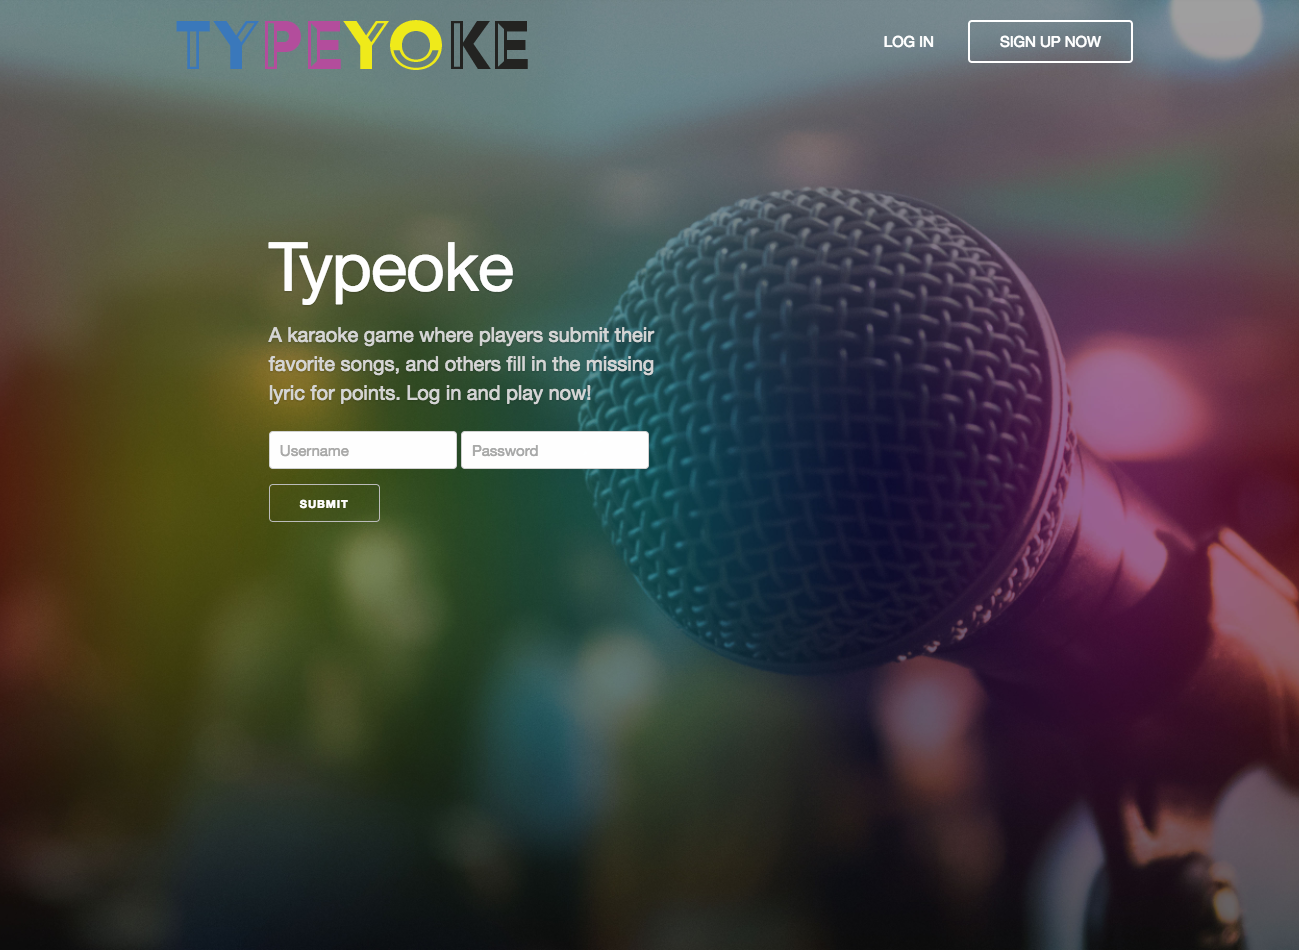 TYPEYOKE
LOG IN
SIGN UP NOW
Typeoke
A karaoke game where players submit their
favorite songs, and others fill in the missing
lyric for points. Log in and play now!
Username
Password
SUBMIT